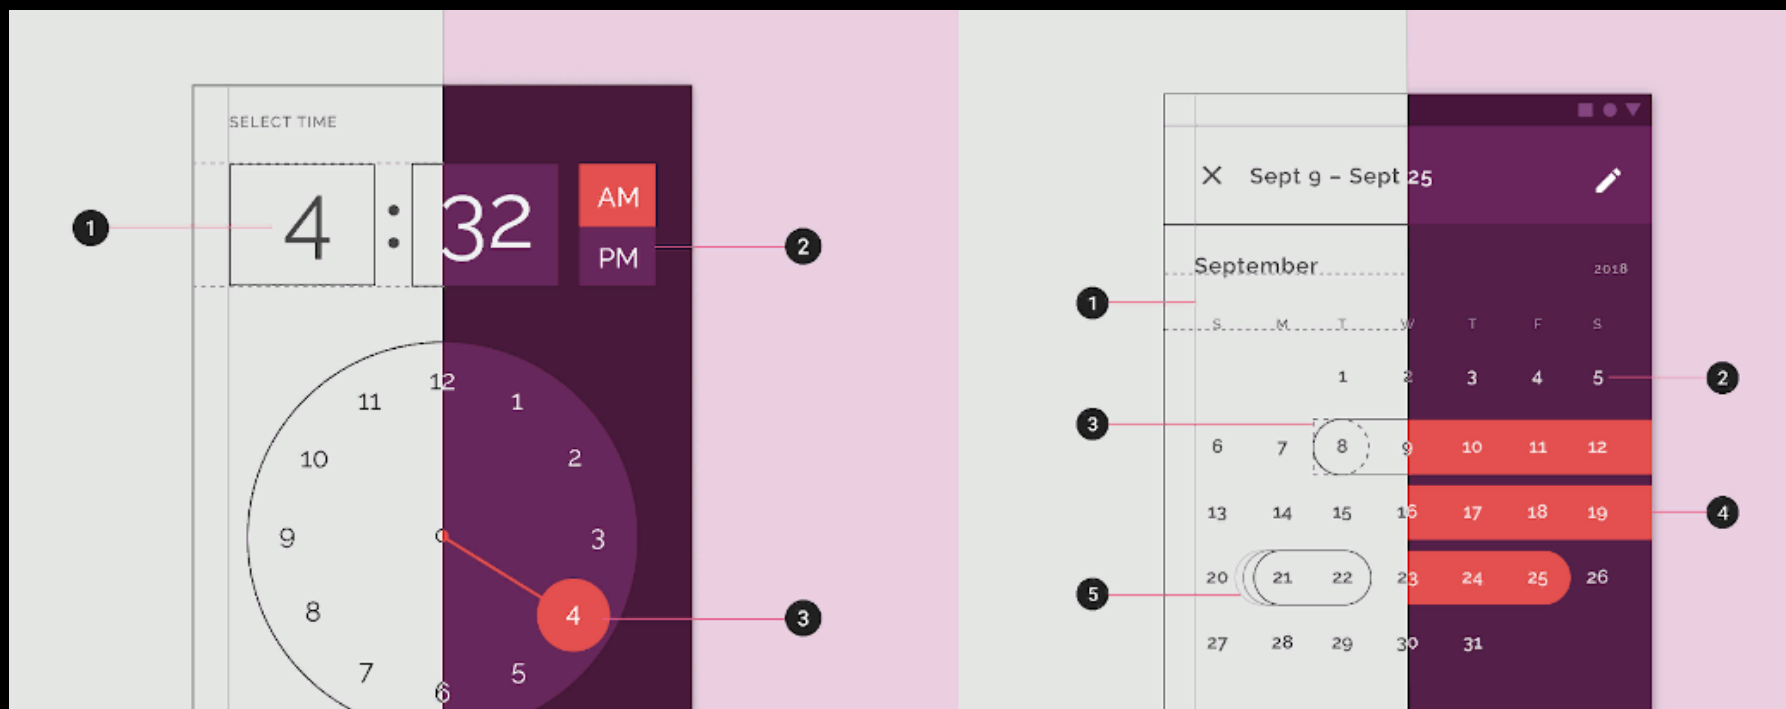 SELECT TIME
4 : 32
AM
PM
1
2
12
11
1
10
2
9
3
8
4
7
5
6
3
Sept 9 – Sept 25
September
2018
S M T W T F S
1 2 3 4 5
6 7 8 9 10 11 12
13 14 15 16 17 18 19
20 21 22 23 24 25 26
27 28 29 30 31
1
2
3
4
5